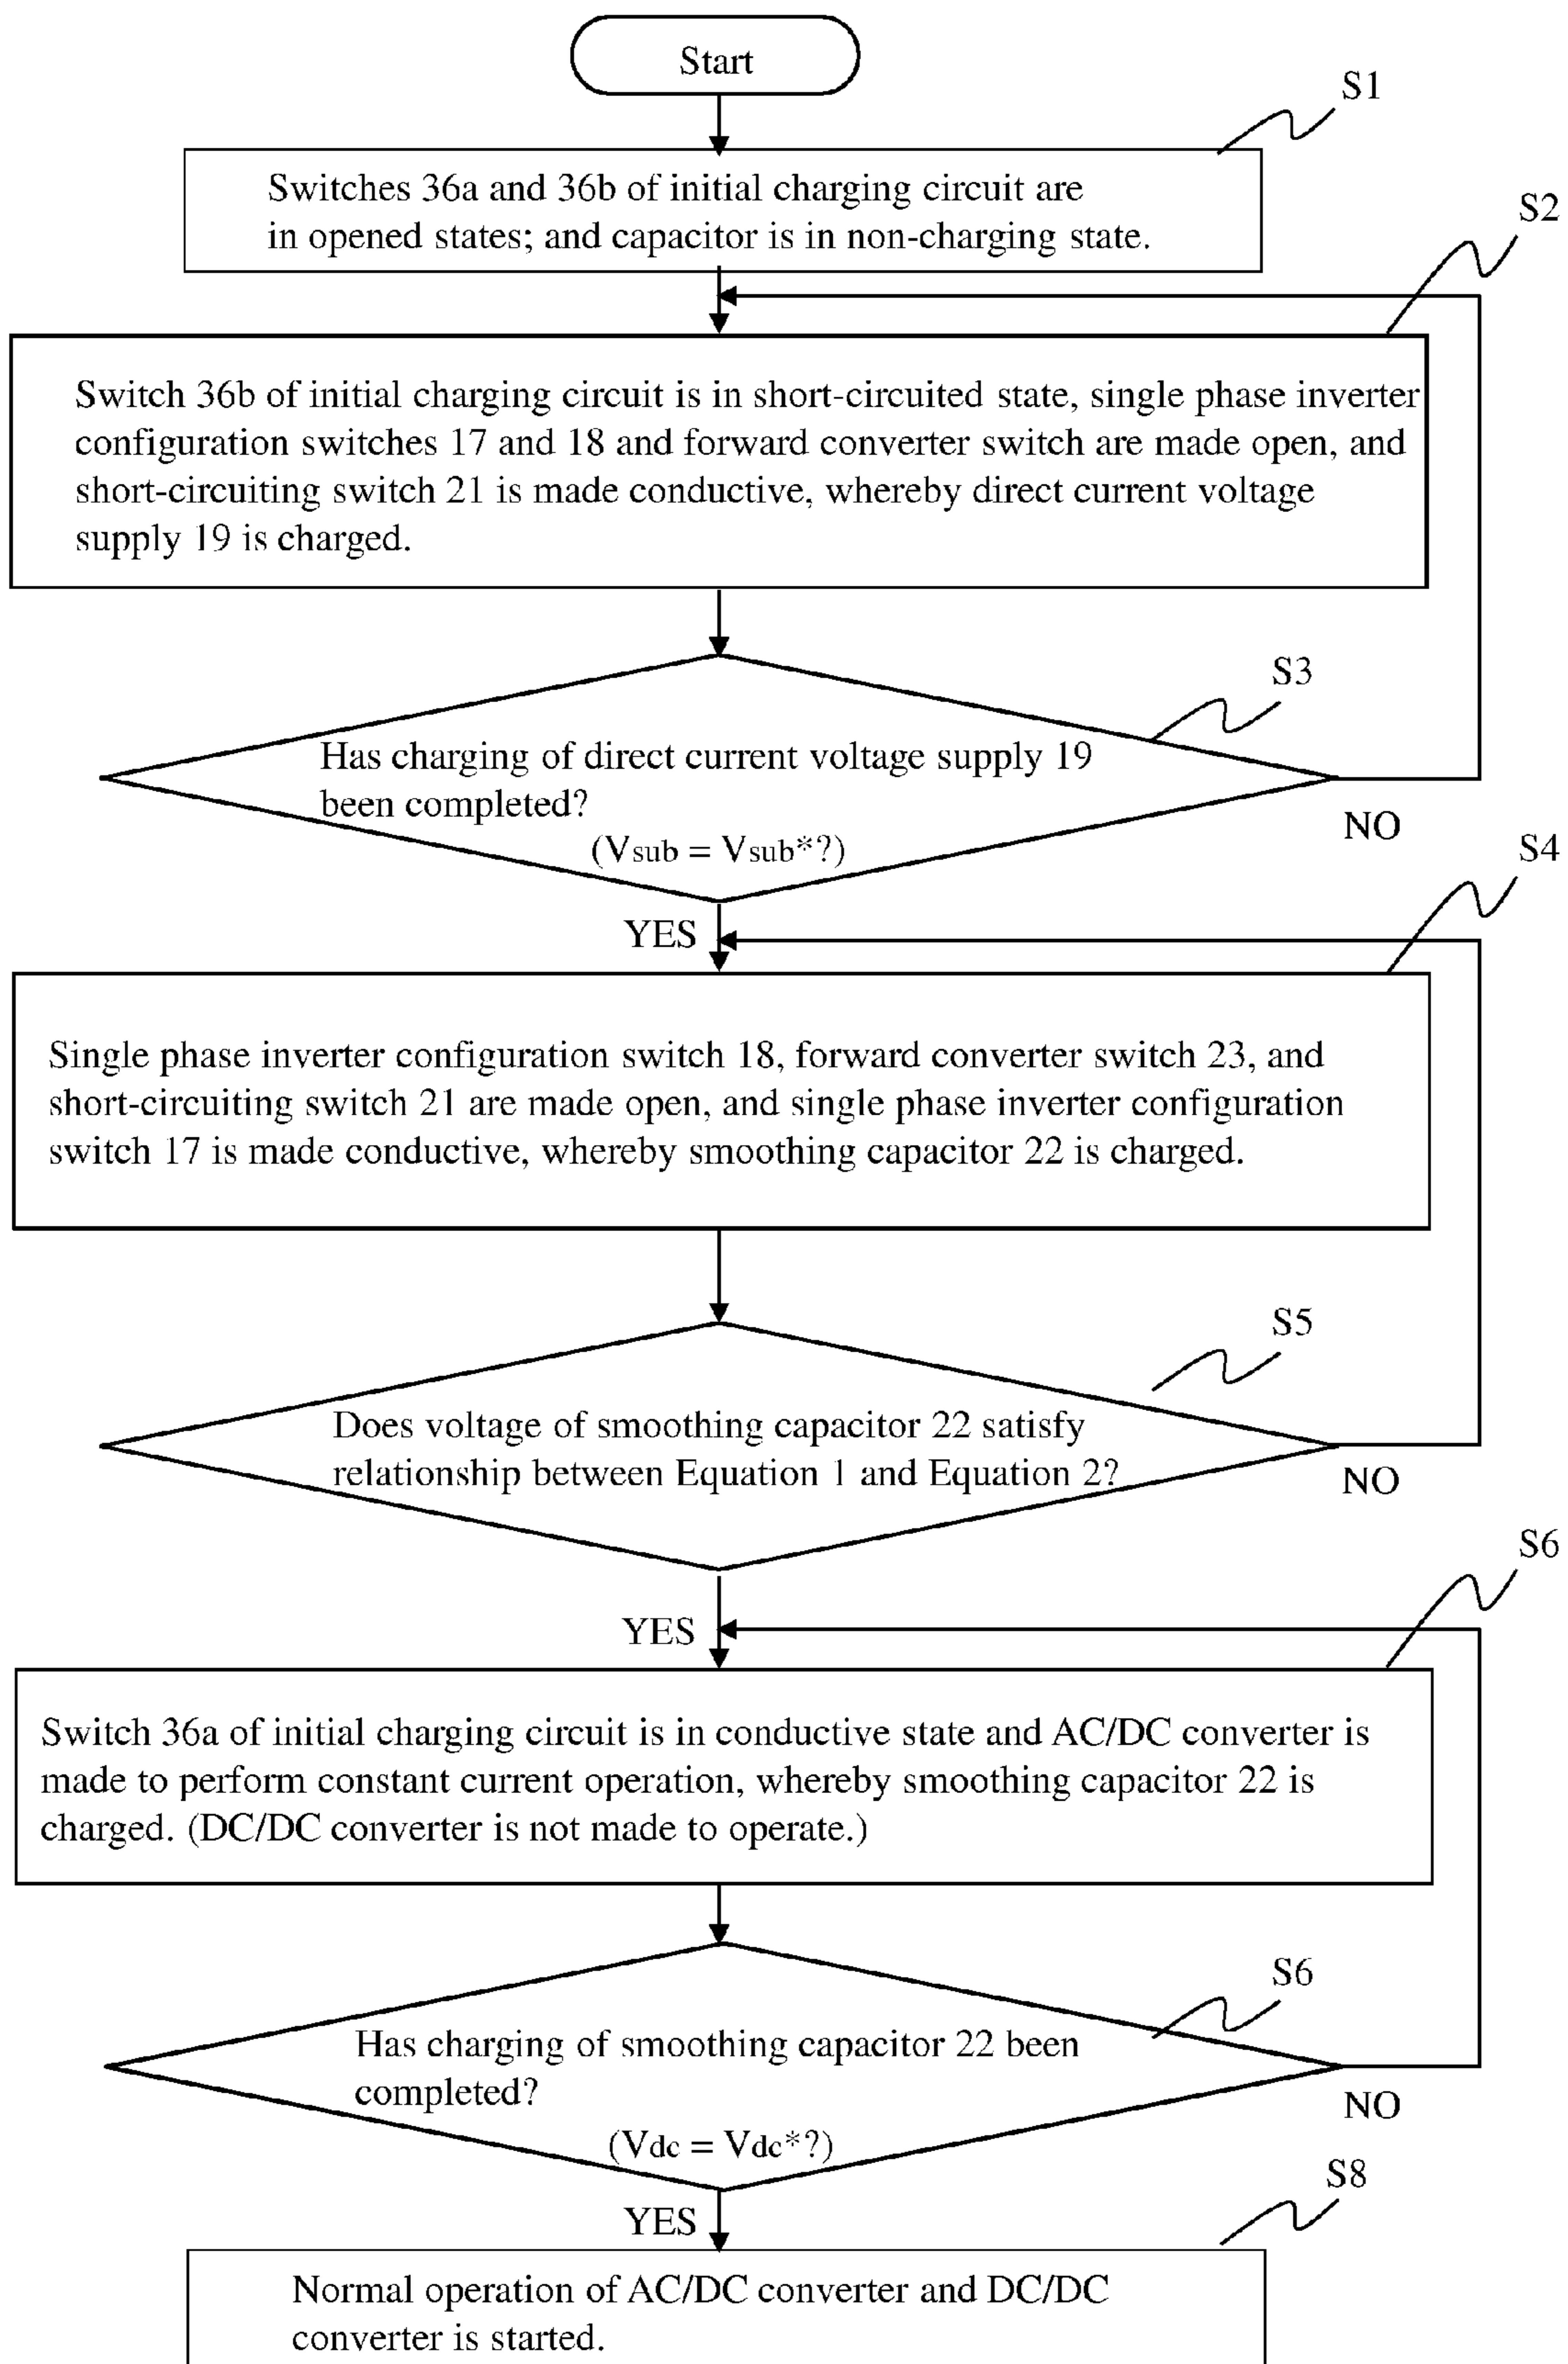 Start
S1
Switches 36a and 36b of initial charging circuit are
in opened states; and capacitor is in non-charging state.
S2
Switch 36b of initial charging circuit is in short-circuited state, single phase inverter
configuration switches 17 and 18 and forward converter switch are made open, and
short-circuiting switch 21 is made conductive, whereby direct current voltage
supply 19 is charged.
S3
Has charging of direct current voltage supply 19
been completed?
(Vsub = Vsub*?)
NO
YES
S4
Single phase inverter configuration switch 18, forward converter switch 23, and
short-circuiting switch 21 are made open, and single phase inverter configuration
switch 17 is made conductive, whereby smoothing capacitor 22 is charged.
S5
Does voltage of smoothing capacitor 22 satisfy
relationship between Equation 1 and Equation 2?
NO
YES
S6
Switch 36a of initial charging circuit is in conductive state and AC/DC converter is
made to perform constant current operation, whereby smoothing capacitor 22 is
charged. (DC/DC converter is not made to operate.)
S6
Has charging of smoothing capacitor 22 been
completed?
(Vdc = Vdc*?)
NO
YES
S8
Normal operation of AC/DC converter and DC/DC
converter is started.